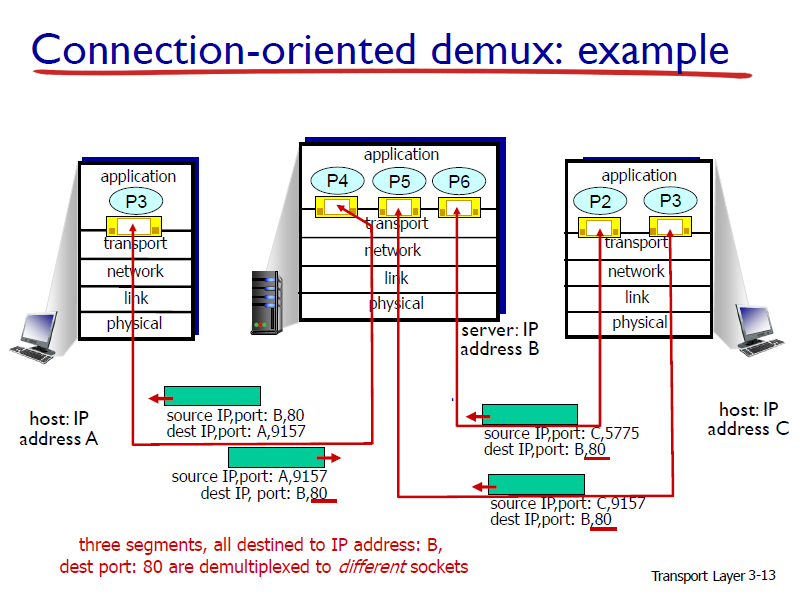 Connection-oriented demux: example
application
P3
transport
network
link
physical
host: IP
address A
application
P4 P5 P6
transport
network
link
physical
server: IP
address B
application
P2 P3
transport
network
link
physical
host: IP
address C
source IP,port: B,80
dest IP,port: A,9157
source IP,port: A,9157
dest IP, port: B,80
source IP,port: C,5775
dest IP,port: B,80
source IP,port: C,9157
dest IP,port: B,80
three segments, all destined to IP address: B,
dest port: 80 are demultiplexed to different sockets
Transport Layer 3-13